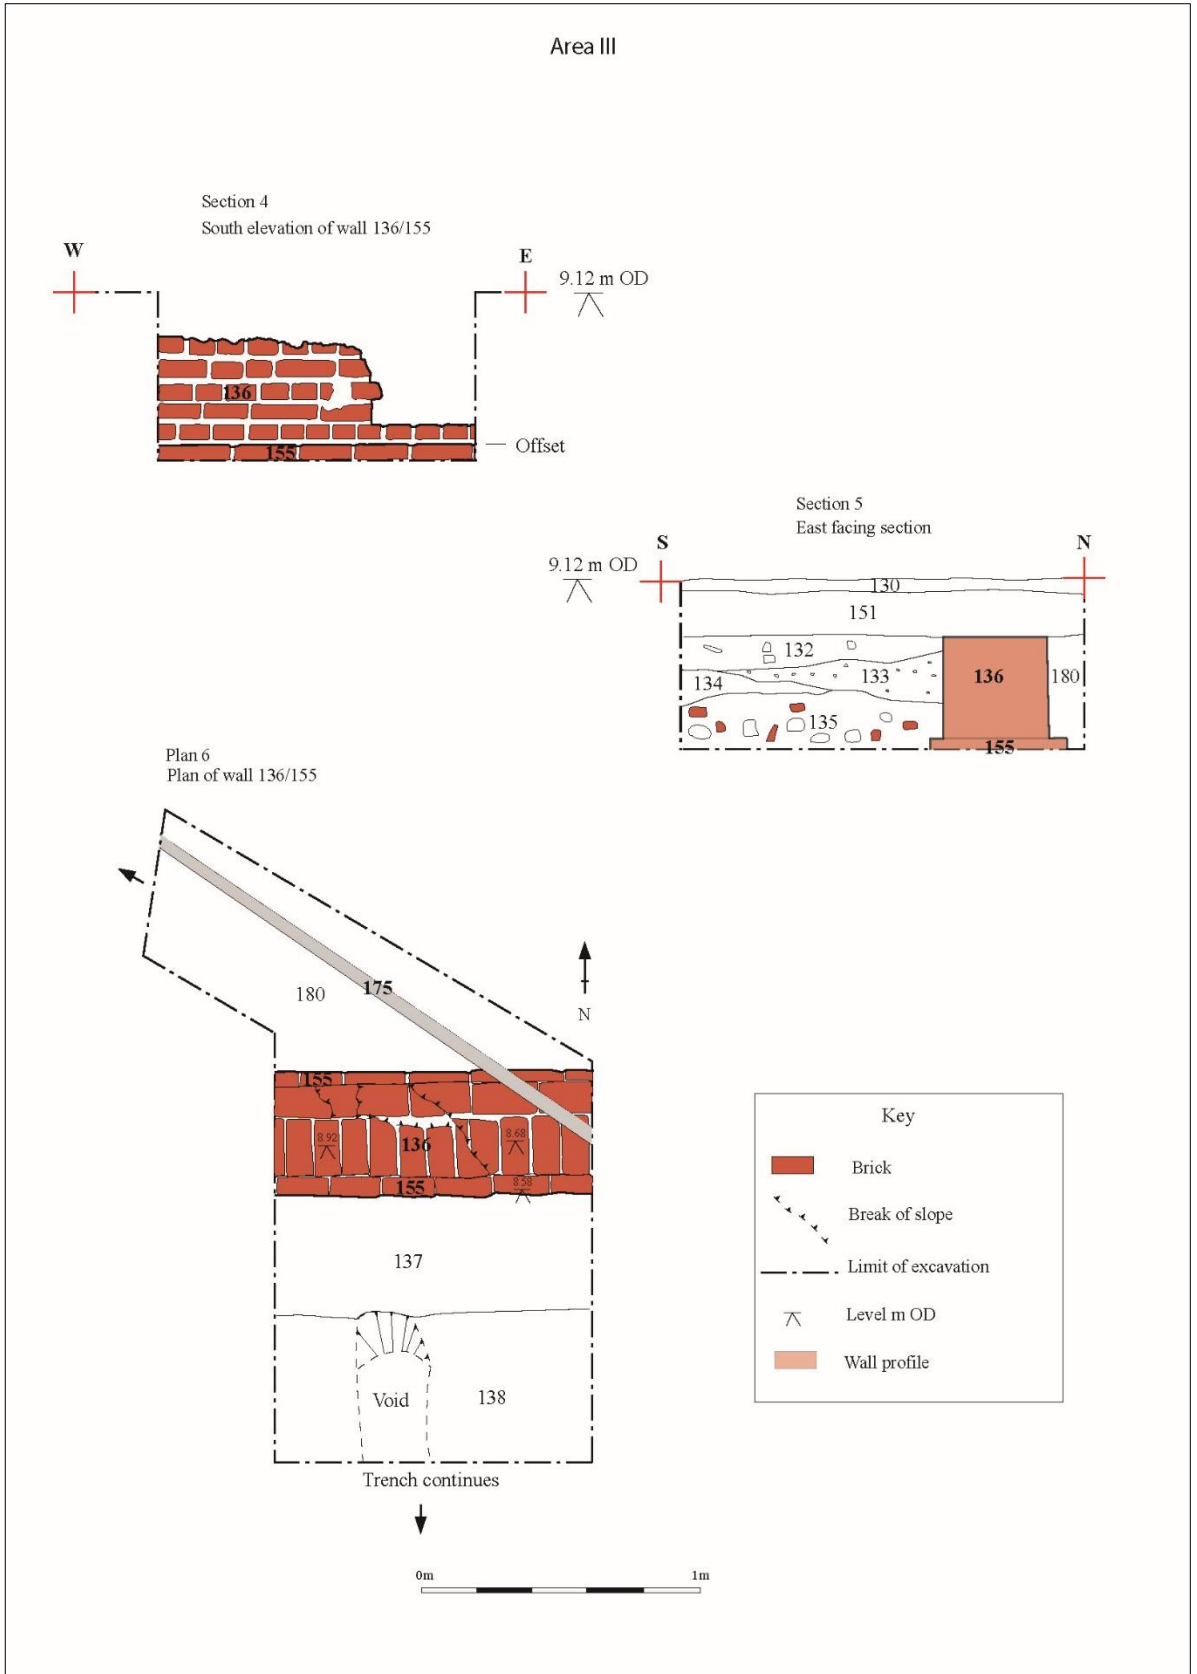 Area III
Section 4
South elevation of wall 136/155
W
E
9.12 m OD
136
155
Offset
Section 5
East facing section
S
N
9.12 m OD
130
151
132
133
134
136
180
135
155
Plan 6
Plan of wall 136/155
180
175
N
155
8.92
136
8.68
155
8.58
137
Void
138
Trench continues
0m
1m
Key
Brick
Break of slope
Limit of excavation
Level m OD
Wall profile